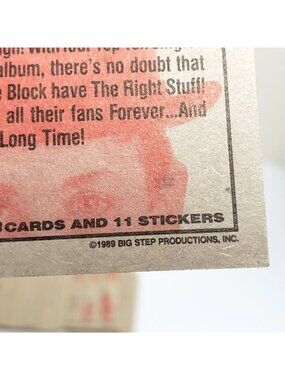 album, there's no doubt that
Block have The Right Stuff!
all their fans Forever...And
Long Time!
CARDS AND 11 STICKERS
©1989 BIG STEP PRODUCTIONS, INC.